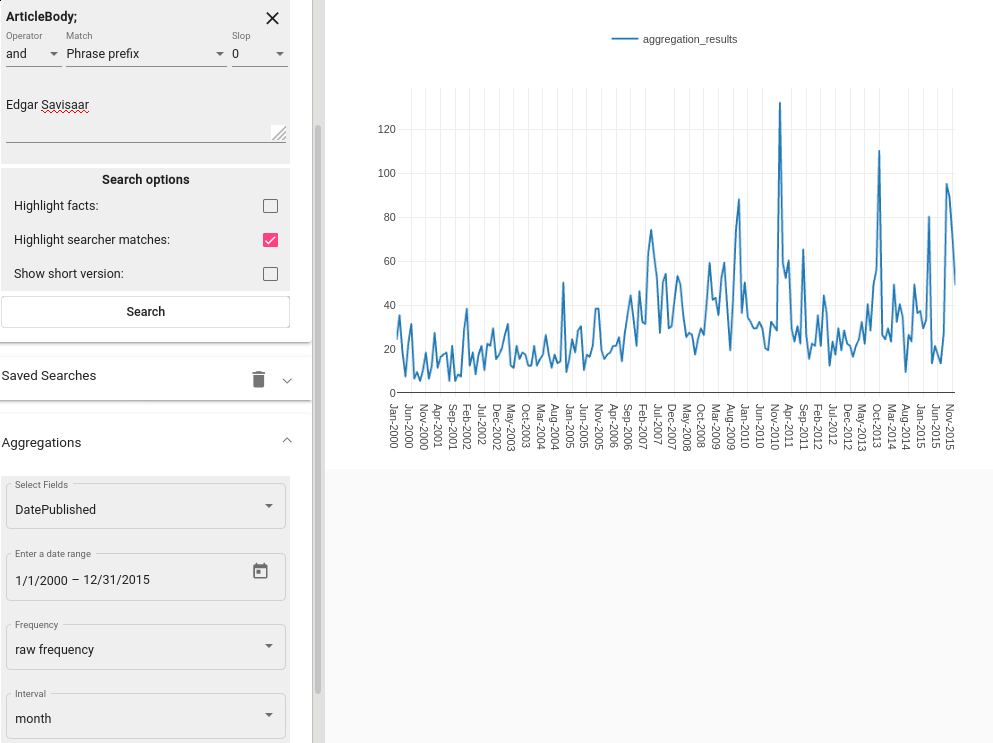 ArticleBody;
Operator Match Slop
and Phrase prefix 0
Edgar Savisaar
Search options
Highlight facts:
Highlight searcher matches:
Show short version:
Search
Saved Searches
Aggregations
Select Fields
DatePublished
Enter a date range
1/1/2000 – 12/31/2015
Frequency
raw frequency
Interval
month
aggregation_results
120
100
80
60
40
20
0
Jan-2000
Jun-2000
Nov-2000
Apr-2001
Sep-2001
Feb-2002
Jul-2002
Dec-2002
May-2003
Oct-2003
Mar-2004
Aug-2004
Jan-2005
Jun-2005
Nov-2005
Apr-2006
Sep-2006
Feb-2007
Jul-2007
Dec-2007
May-2008
Oct-2008
Mar-2009
Aug-2009
Jan-2010
Jun-2010
Nov-2010
Apr-2011
Sep-2011
Feb-2012
Jul-2012
Dec-2012
May-2013
Oct-2013
Mar-2014
Aug-2014
Jan-2015
Jun-2015
Nov-2015